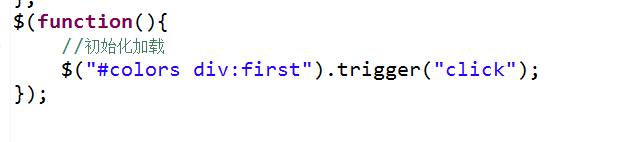 };
$(function(){
//初始化加载
$("#colors div:first").trigger("click");
});